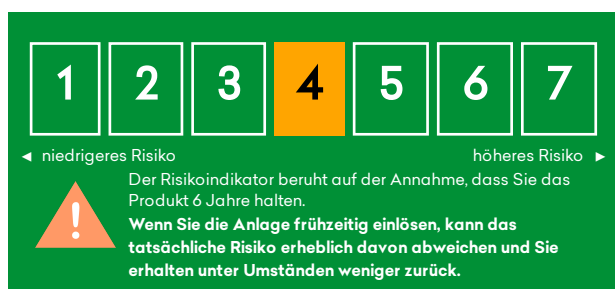 1 2 3 4 5 6 7
◄ niedrigeres Risiko höheres Risiko ►
Der Risikoindikator beruht auf der Annahme, dass Sie das
Produkt 6 Jahre halten.
Wenn Sie die Anlage frühzeitig einlösen, kann das
tatsächliche Risiko erheblich davon abweichen und Sie
erhalten unter Umständen weniger zurück.